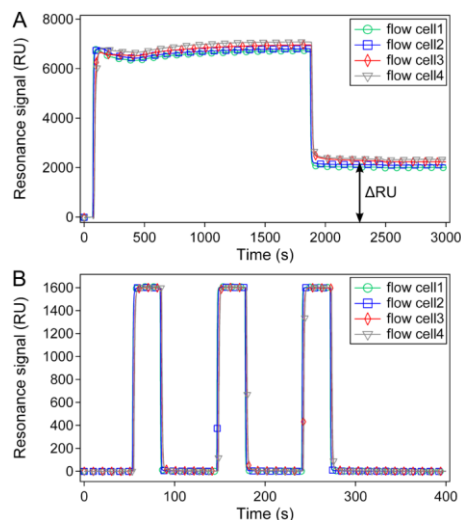 A
Resonance signal (RU)
8000
6000
4000
2000
0
flow cell1
flow cell2
flow cell3
flow cell4
ΔRU
0 500 1000 1500 2000 2500 3000
Time (s)
B
Resonance signal (RU)
1600
1400
1200
1000
800
600
400
200
0
flow cell1
flow cell2
flow cell3
flow cell4
0 100 200 300 400
Time (s)